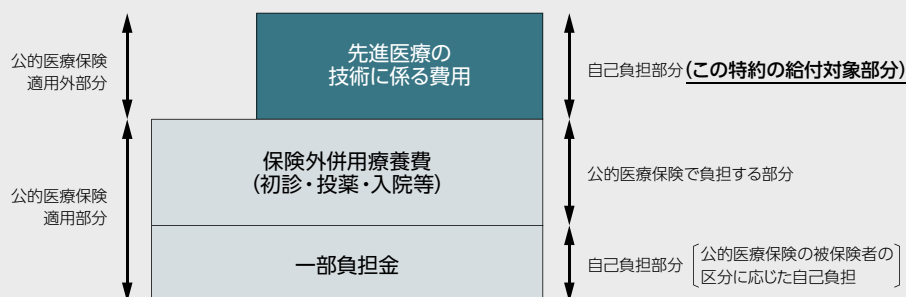 公的医療保険
適用外部分
先進医療の
技術に係る費用
自己負担部分(この特約の給付対象部分)
保険外併用療養費
(初診・投薬・入院等)
公的医療保険で負担する部分
公的医療保険
適用部分
一部負担金
自己負担部分
公的医療保険の被保険者の
区分に応じた自己負担